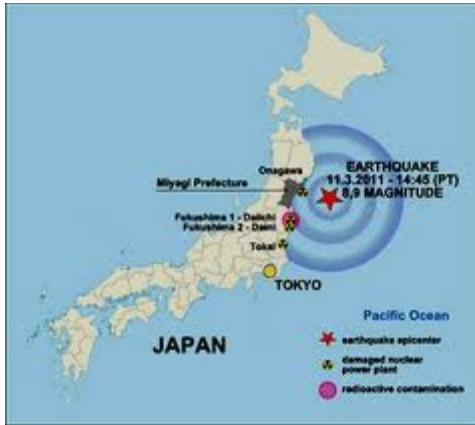 Onagawa
EARTHQUAKE
11.3.2011 - 14:45 (PT)
8,9 MAGNITUDE
Miyagi Prefecture
Fukushima 1 - Daiichi
Fukushima 2 - Daini
Tokai
TOKYO
JAPAN
Pacific Ocean
earthquake epicenter
damaged nuclear
power plant
radioactive contamination